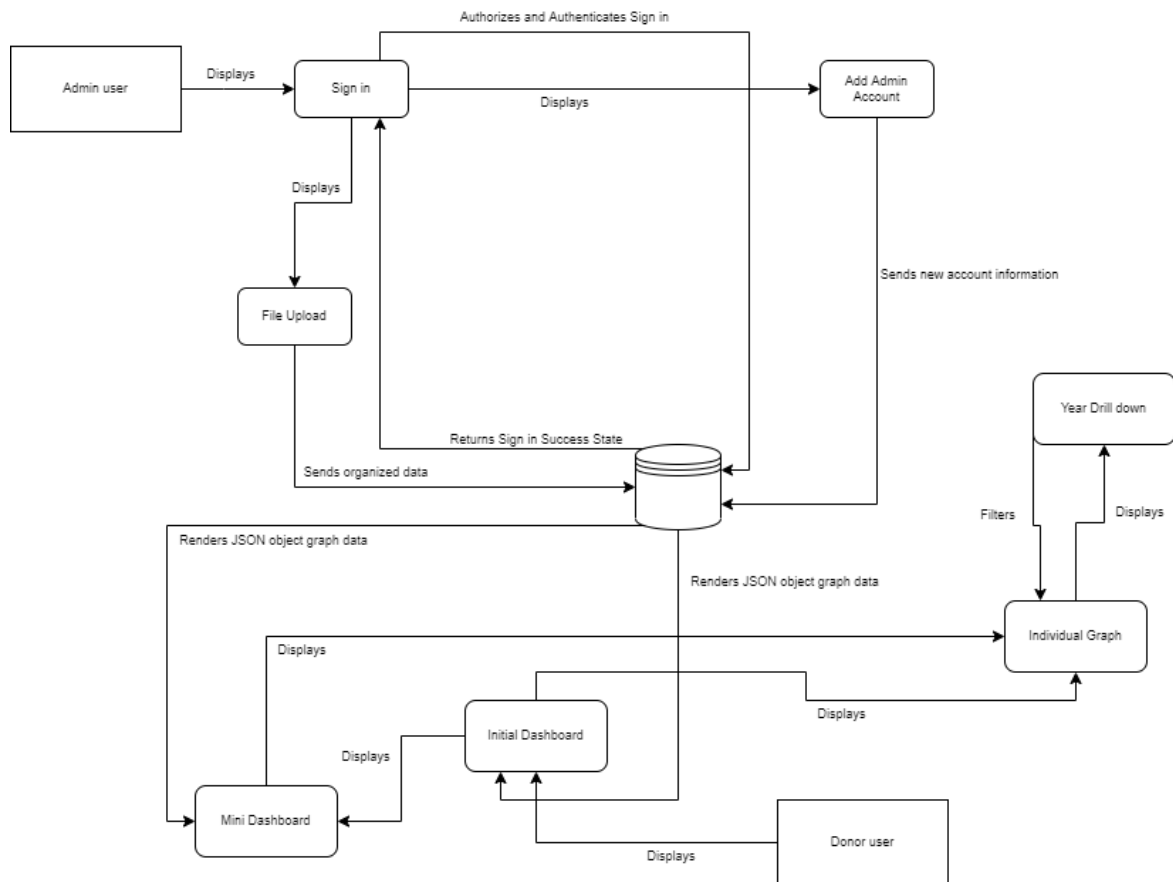 Authorizes and Authenticates Sign in
Admin user
Displays
Sign in
Displays
Add Admin
Account
Displays
Sends new account information
File Upload
Year Drill down
Returns Sign in Success State
Sends organized data
Filters
Displays
Renders JSON object graph data
Renders JSON object graph data
Individual Graph
Displays
Displays
Initial Dashboard
Displays
Mini Dashboard
Donor user
Displays